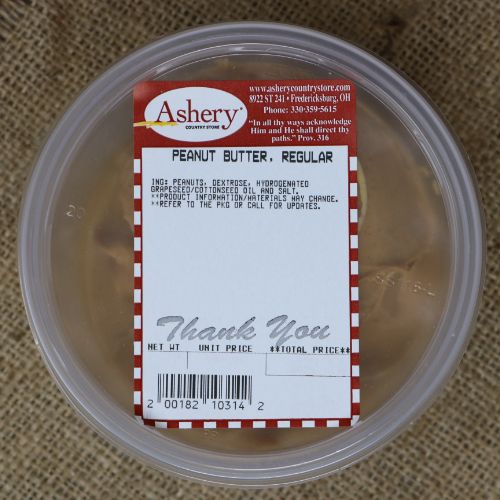 Ashery
COUNTRY STORE
www.asherycountrystore.com
8922 ST 241 • Fredericksburg, OH
Phone: 330-359-5615
"In all thy ways acknowledge
Him and He shall direct thy
paths." Prov. 316
PEANUT BUTTER, REGULAR
ING: PEANUTS, DEXTROSE, HYDROGENATED
GRAPESEED/COTTONSEED OIL AND SALT.
**PRODUCT INFORMATION/MATERIALS MAY CHANGE.
**REFER TO THE PKG OR CALL FOR UPDATES.
Thank You
NET WT UNIT PRICE **TOTAL PRICE**
2 00182 10314 2